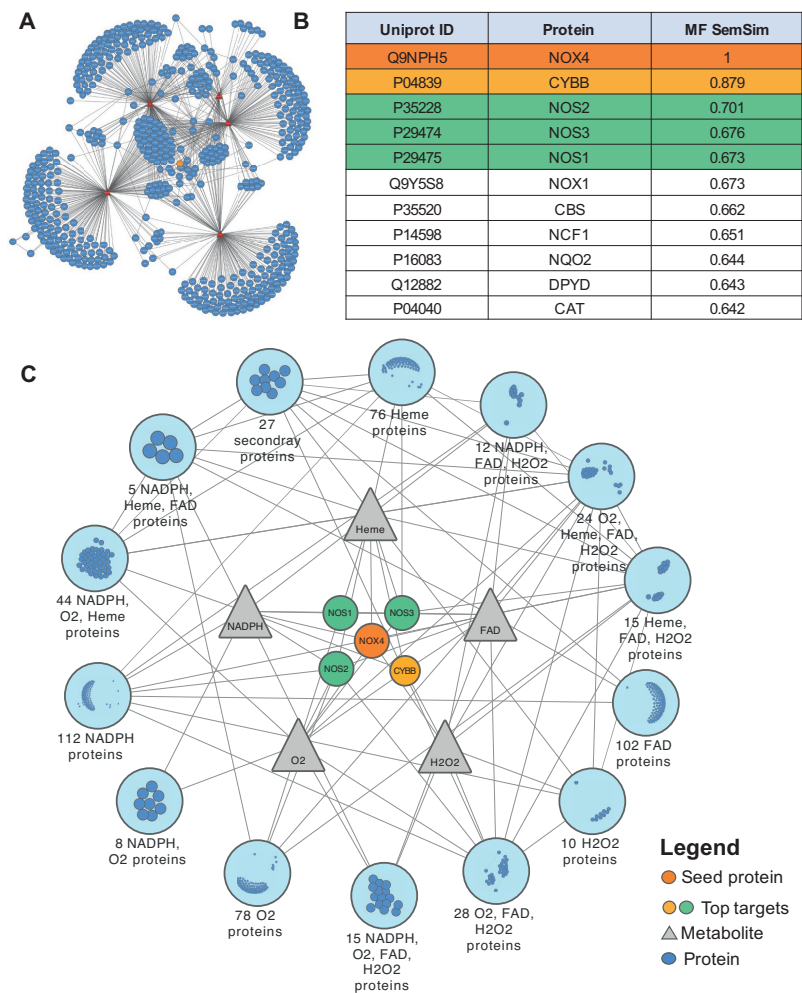 A
B
Uniprot ID Protein MF SemSim
Q9NPH5 NOX4 1
P04839 CYBB 0.879
P35228 NOS2 0.701
P29474 NOS3 0.676
P29475 NOS1 0.673
Q9Y5S8 NOX1 0.673
P35520 CBS 0.662
P14598 NCF1 0.651
P16083 NQO2 0.644
Q12882 DPYD 0.643
P04040 CAT 0.642
C
27
secondray
proteins
76 Heme
proteins
12 NADPH,
FAD, H2O2
proteins
5 NADPH,
Heme, FAD
proteins
24 O2,
Heme, FAD,
H2O2
proteins
Heme
44 NADPH,
O2, Heme
proteins
15 Heme,
FAD, H2O2
proteins
NADPH
NOS1
NOS3
FAD
NOX4
NOS2
CYBB
112 NADPH
proteins
102 FAD
proteins
O2
H2O2
8 NADPH,
O2 proteins
10 H2O2
proteins
78 O2
proteins
15 NADPH,
O2, FAD,
H2O2
proteins
28 O2, FAD,
H2O2
proteins
Legend
Seed protein
Top targets
Metabolite
Protein